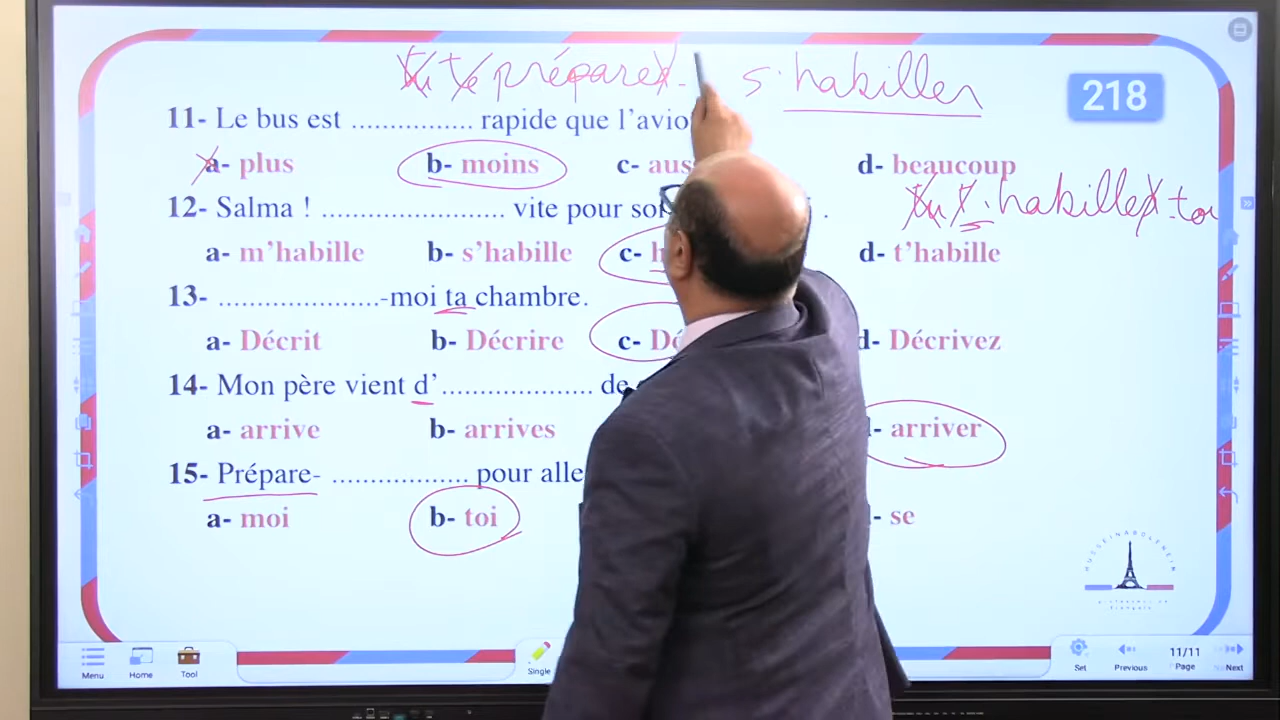 tu te prépares- s'habiller
218
11- Le bus est ................ rapide que l'avio
a- plus b- moins c- aus d- beaucoup
tu t'habilles-toi
12- Salma ! ........................ vite pour .
a- m'habille b- s'habille c- h d- t'habille
13- .....................-moi ta chambre.
a- Décrit b- Décrire c- Dé d- Décrivez
14- Mon père vient d'.................... de
a- arrive b- arrives d- arriver
15- Prépare- .................. pour alle
a- moi b- toi - se
HUSSEINABOLENEIN
Menu Home Tool Single Set Previous 11/11 Page Next